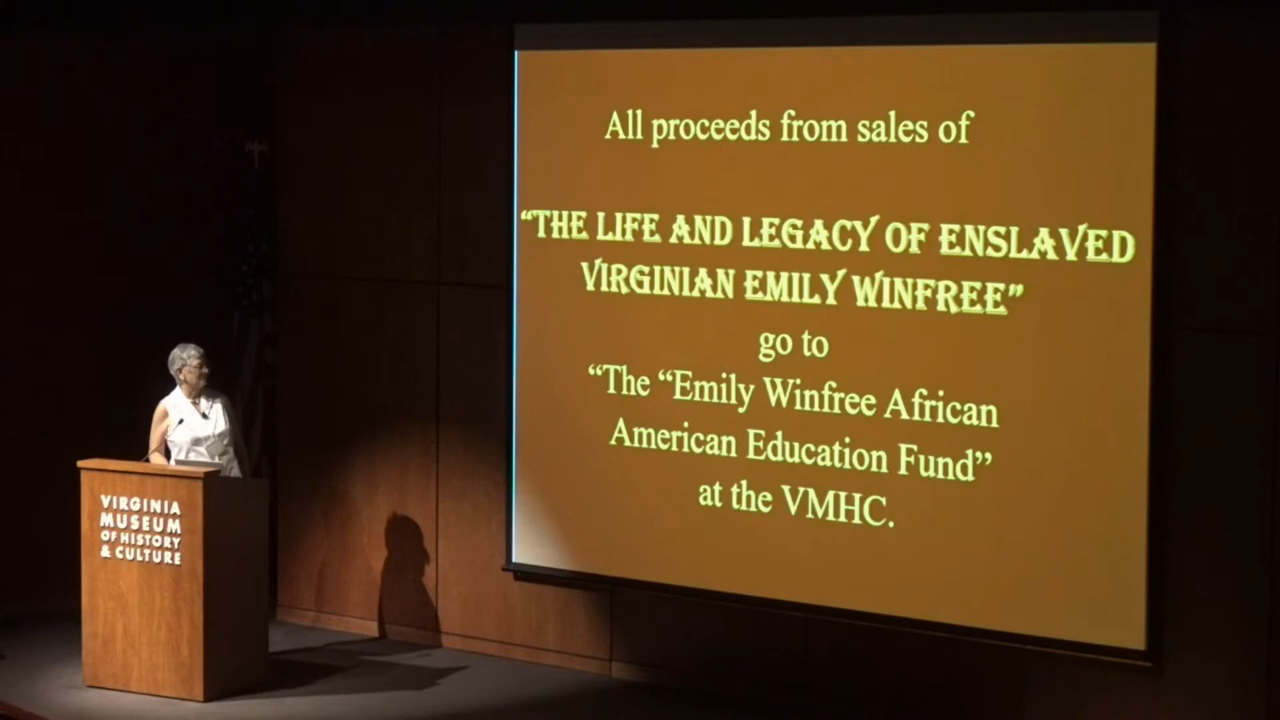 All proceeds from sales of
“THE LIFE AND LEGACY OF ENSLAVED
VIRGINIAN EMILY WINFREE”
go to
“The “Emily Winfree African
American Education Fund”
at the VMHC.
VIRGINIA
MUSEUM
OF HISTORY
& CULTURE